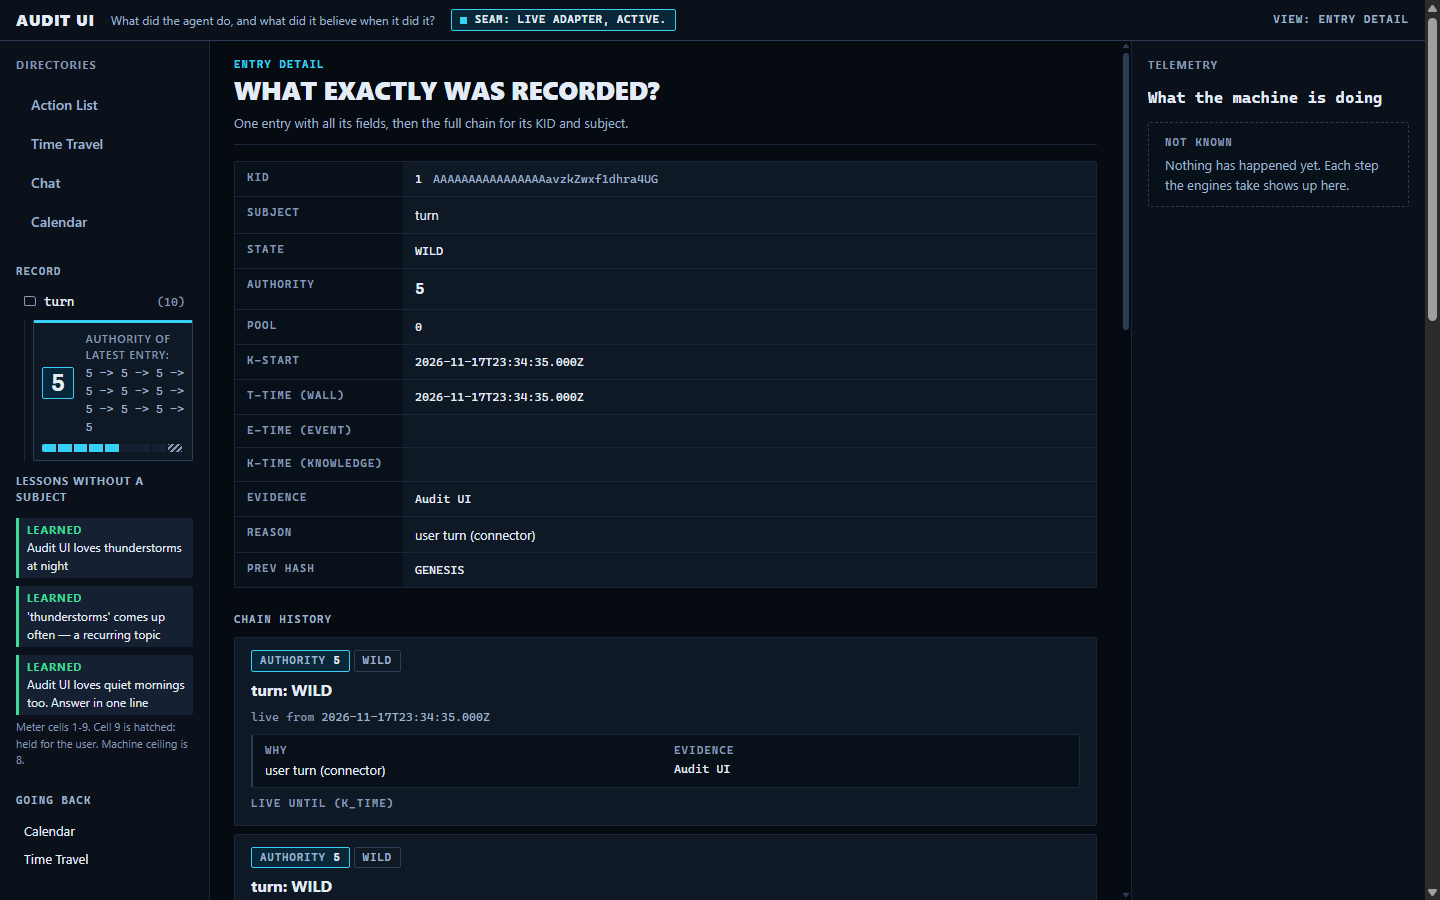 AUDIT UI
What did the agent do, and what did it believe when it did it?
SEAM: LIVE ADAPTER, ACTIVE.
VIEW: ENTRY DETAIL
DIRECTORIES
Action List
Time Travel
Chat
Calendar
RECORD
turn (10)
AUTHORITY OF
LATEST ENTRY:
5
5 -> 5 -> 5 ->
5 -> 5 -> 5 ->
5 -> 5 -> 5 ->
5
LESSONS WITHOUT A
SUBJECT
LEARNED
Audit UI loves thunderstorms
at night
LEARNED
'thunderstorms' comes up
often — a recurring topic
LEARNED
Audit UI loves quiet mornings
too. Answer in one line
Meter cells 1-9. Cell 9 is hatched:
held for the user. Machine ceiling is
8.
GOING BACK
Calendar
Time Travel
ENTRY DETAIL
WHAT EXACTLY WAS RECORDED?
One entry with all its fields, then the full chain for its KID and subject.
KID 1 AAAAAAAAAAAAAAAAavzkZwxf1dhra4UG
SUBJECT turn
STATE WILD
AUTHORITY 5
POOL 0
K-START 2026-11-17T23:34:35.000Z
T-TIME (WALL) 2026-11-17T23:34:35.000Z
E-TIME (EVENT)
K-TIME (KNOWLEDGE)
EVIDENCE Audit UI
REASON user turn (connector)
PREV HASH GENESIS
CHAIN HISTORY
AUTHORITY 5 WILD
turn: WILD
live from 2026-11-17T23:34:35.000Z
WHY EVIDENCE
user turn (connector) Audit UI
LIVE UNTIL (K_TIME)
AUTHORITY 5 WILD
turn: WILD
TELEMETRY
What the machine is doing
NOT KNOWN
Nothing has happened yet. Each step
the engines take shows up here.